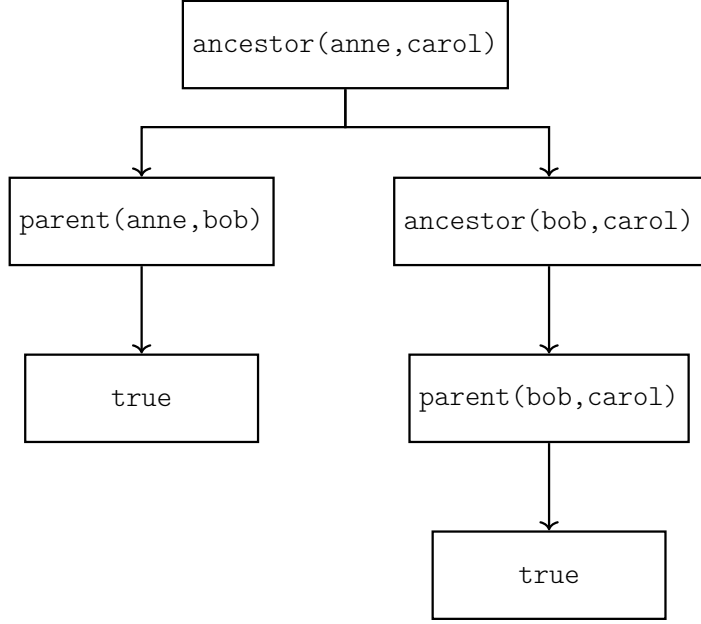 ancestor(anne,carol)
parent(anne,bob)
ancestor(bob,carol)
true
parent(bob,carol)
true